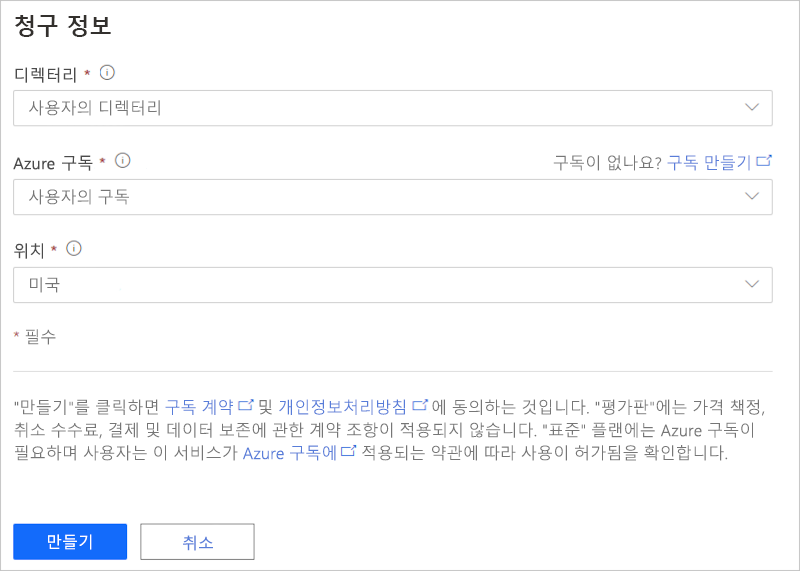 청구 정보
디렉터리 *
사용자의 디렉터리
Azure 구독 *
구독이 없나요? 구독 만들기
사용자의 구독
위치 *
미국
* 필수
"만들기"를 클릭하면 구독 계약 및 개인정보처리방침에 동의하는 것입니다. "평가판"에는 가격 책정,
취소 수수료, 결제 및 데이터 보존에 관한 계약 조항이 적용되지 않습니다. "표준" 플랜에는 Azure 구독이
필요하며 사용자는 이 서비스가 Azure 구독에 적용되는 약관에 따라 사용이 허가됨을 확인합니다.
만들기
취소